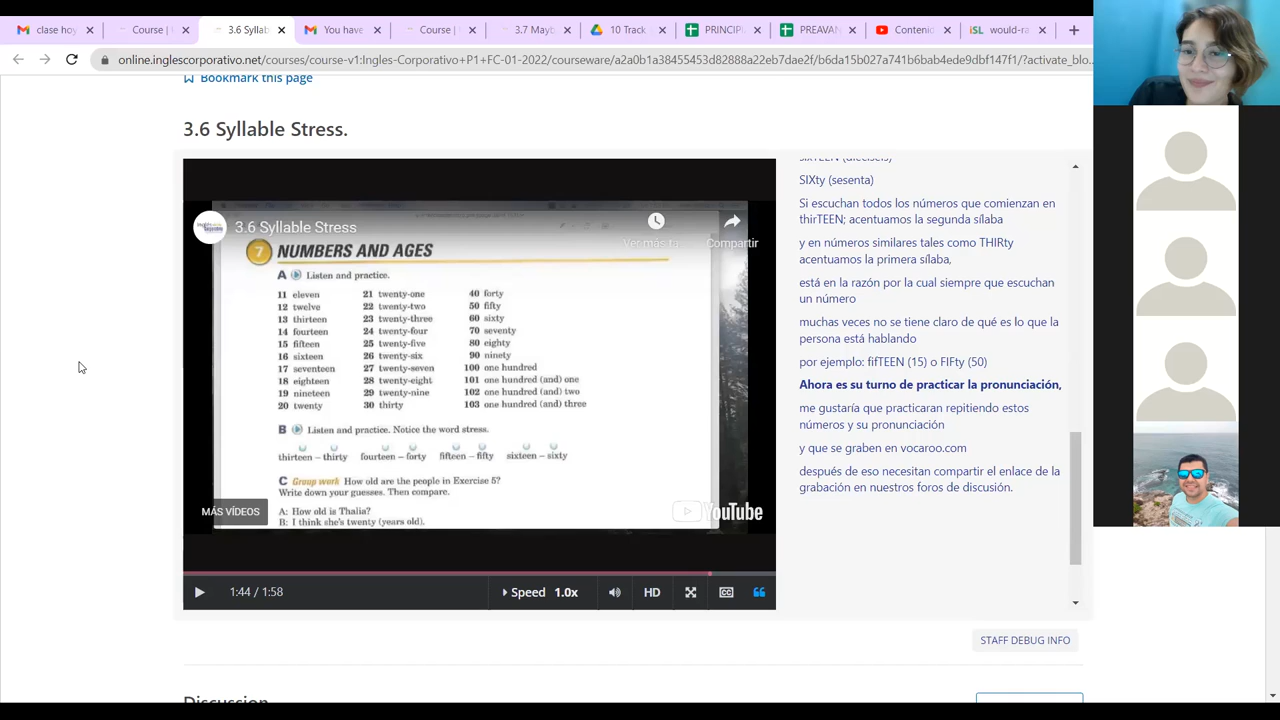 clase hoy
Course |
3.6 Syllab
You have
Course |
3.7 Mayb
10 Track
PRINCIPI
PREAVAN
Contenid
iSL would-ra
online.inglescorporativo.net/courses/course-v1:Ingles-Corporativo+P1+FC-01-2022/courseware/a2a0b1a38455453d82888a22eb7dae2f/b6da15b027a741b6bab4ede9dbf147f1/?activate_blo...
Bookmark this page
3.6 Syllable Stress.
3.6 Syllable Stress
Ver más ta...
Compartir
7 NUMBERS AND AGES
A Listen and practice.
11 eleven 21 twenty-one 40 forty
12 twelve 22 twenty-two 50 fifty
13 thirteen 23 twenty-three 60 sixty
14 fourteen 24 twenty-four 70 seventy
15 fifteen 25 twenty-five 80 eighty
16 sixteen 26 twenty-six 90 ninety
17 seventeen 27 twenty-seven 100 one hundred
18 eighteen 28 twenty-eight 101 one hundred (and) one
19 nineteen 29 twenty-nine 102 one hundred (and) two
20 twenty 30 thirty 103 one hundred (and) three
B Listen and practice. Notice the word stress.
thirteen – thirty fourteen – forty fifteen – fifty sixteen – sixty
C Group work How old are the people in Exercise 5?
Write down your guesses. Then compare.
A: How old is Thalia?
B: I think she's twenty (years old).
MÁS VÍDEOS
YouTube
1:44 / 1:58
Speed 1.0x
HD
CC
sixTEEN (dieciseis)
SIXty (sesenta)
Si escuchan todos los números que comienzan en
thirTEEN; acentuamos la segunda sílaba
y en números similares tales como THIRty
acentuamos la primera sílaba,
está en la razón por la cual siempre que escuchan
un número
muchas veces no se tiene claro de qué es lo que la
persona está hablando
por ejemplo: fifTEEN (15) o FIFty (50)
Ahora es su turno de practicar la pronunciación,
me gustaría que practicaran repitiendo estos
números y su pronunciación
y que se graben en vocaroo.com
después de eso necesitan compartir el enlace de la
grabación en nuestros foros de discusión.
STAFF DEBUG INFO
Discussion